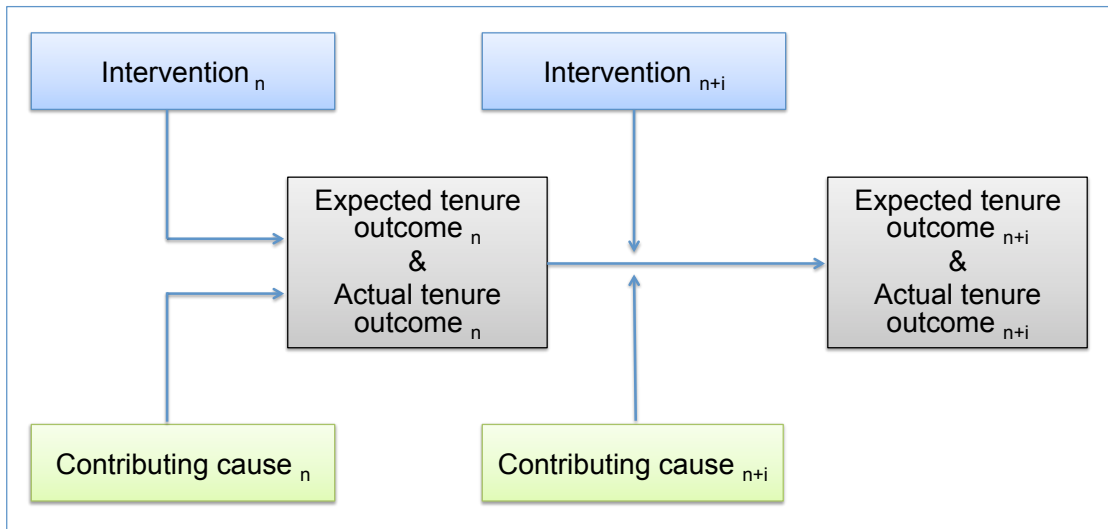 Intervention n
Intervention n+i
Expected tenure
outcome n
&
Actual tenure
outcome n
Expected tenure
outcome n+i
&
Actual tenure
outcome n+i
Contributing cause n
Contributing cause n+i